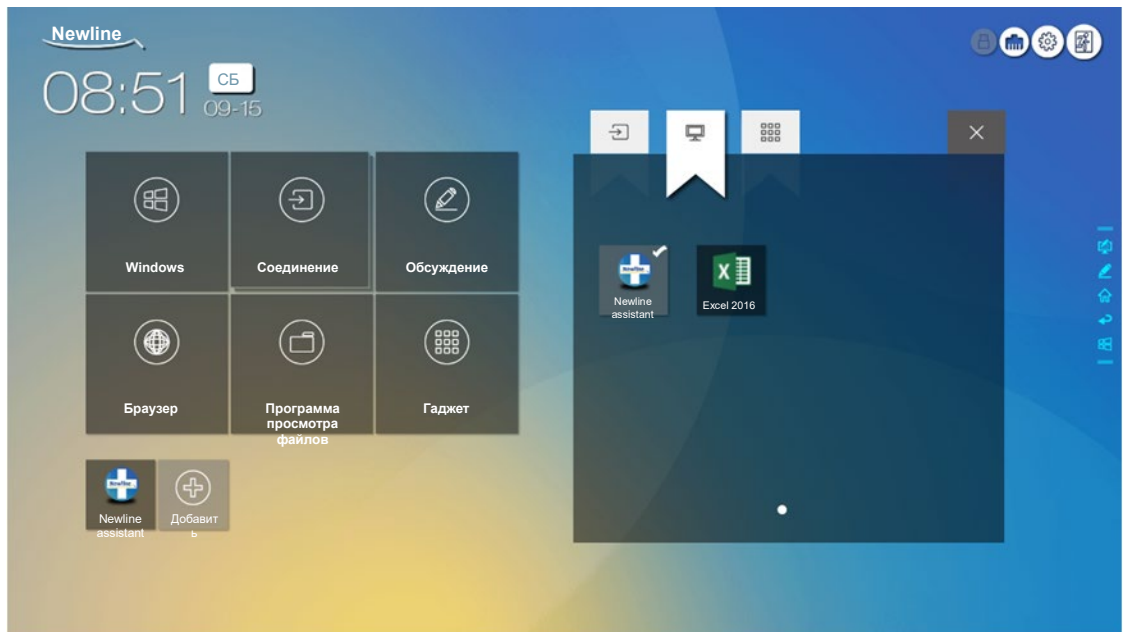 Newline
08:51
СБ
09-15
Windows
Соединение
Обсуждение
Браузер
Программа
просмотра
файлов
Гаджет
Newline
assistant
Добавит
ь
Newline
assistant
Excel 2016